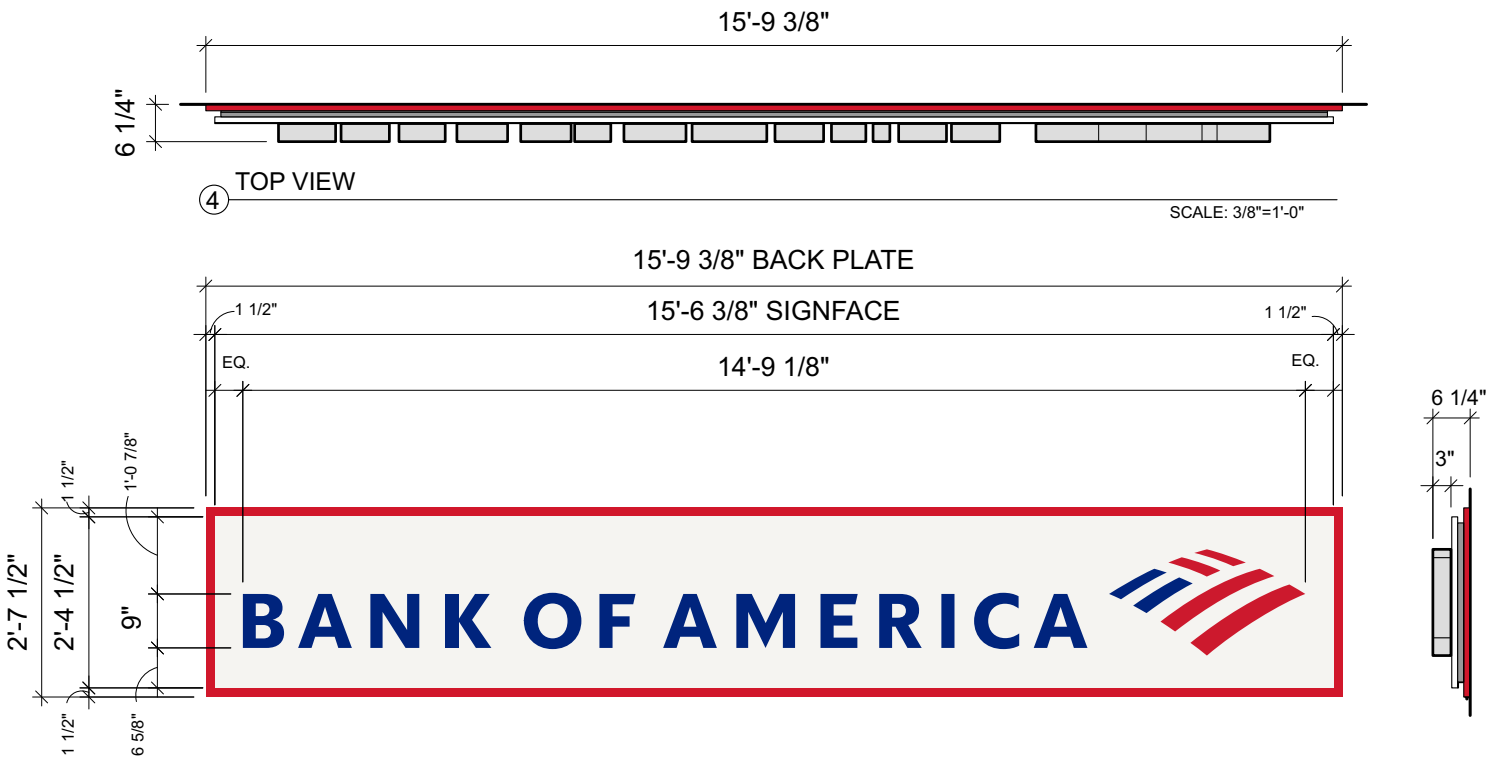 15'-9 3/8"
6 1/4"
4
TOP VIEW
SCALE: 3/8"=1'-0"
15'-9 3/8" BACK PLATE
1 1/2"
15'-6 3/8" SIGNFACE
1 1/2"
EQ.
14'-9 1/8"
EQ.
6 1/4"
3"
2'-7 1/2"
1 1/2"
2'-4 1/2"
1 1/2"
1'-0 7/8"
9"
6 5/8"
BANK OF AMERICA